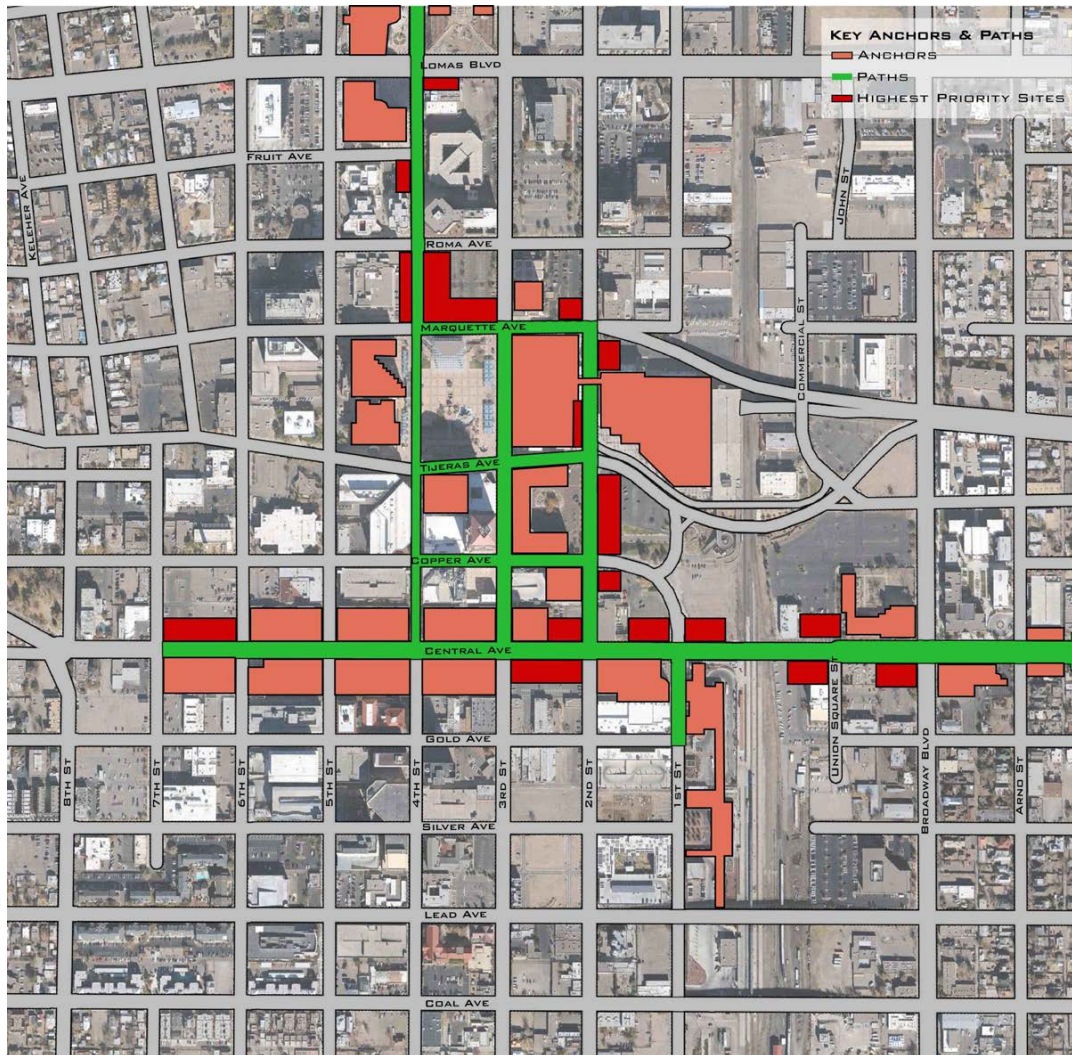 KEY ANCHORS & PATHS
ANCHORS
PATHS
HIGHEST PRIORITY SITES
LOMAS BLVD
FRUIT AVE
KELEHER AVE
JOHN ST
ROMA AVE
COMMERCIAL ST
MARQUETTE AVE
TIJERAS AVE
COPPER AVE
CENTRAL AVE
UNION SQUARE ST
GOLD AVE
8TH ST
7TH ST
6TH ST
5TH ST
4TH ST
3RD ST
2ND ST
1ST ST
BROADWAY BLVD
ARNO ST
SILVER AVE
LEAD AVE
COAL AVE